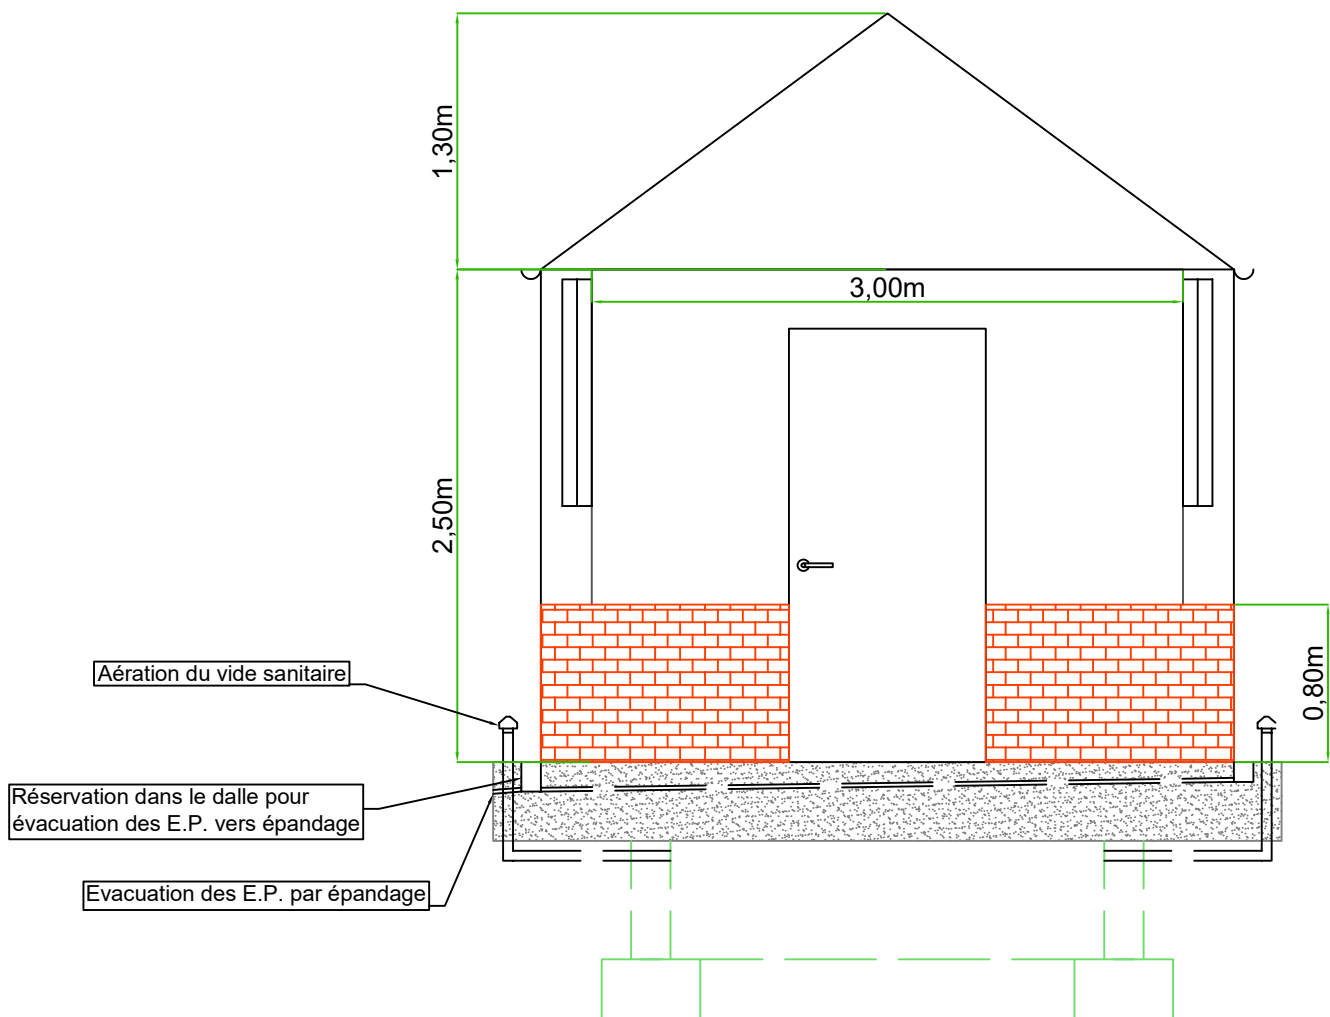 1,30m
3,00m
2,50m
0,80m
Aération du vide sanitaire
Réservation dans le dalle pour
évacuation des E.P. vers épandage
Evacuation des E.P. par épandage